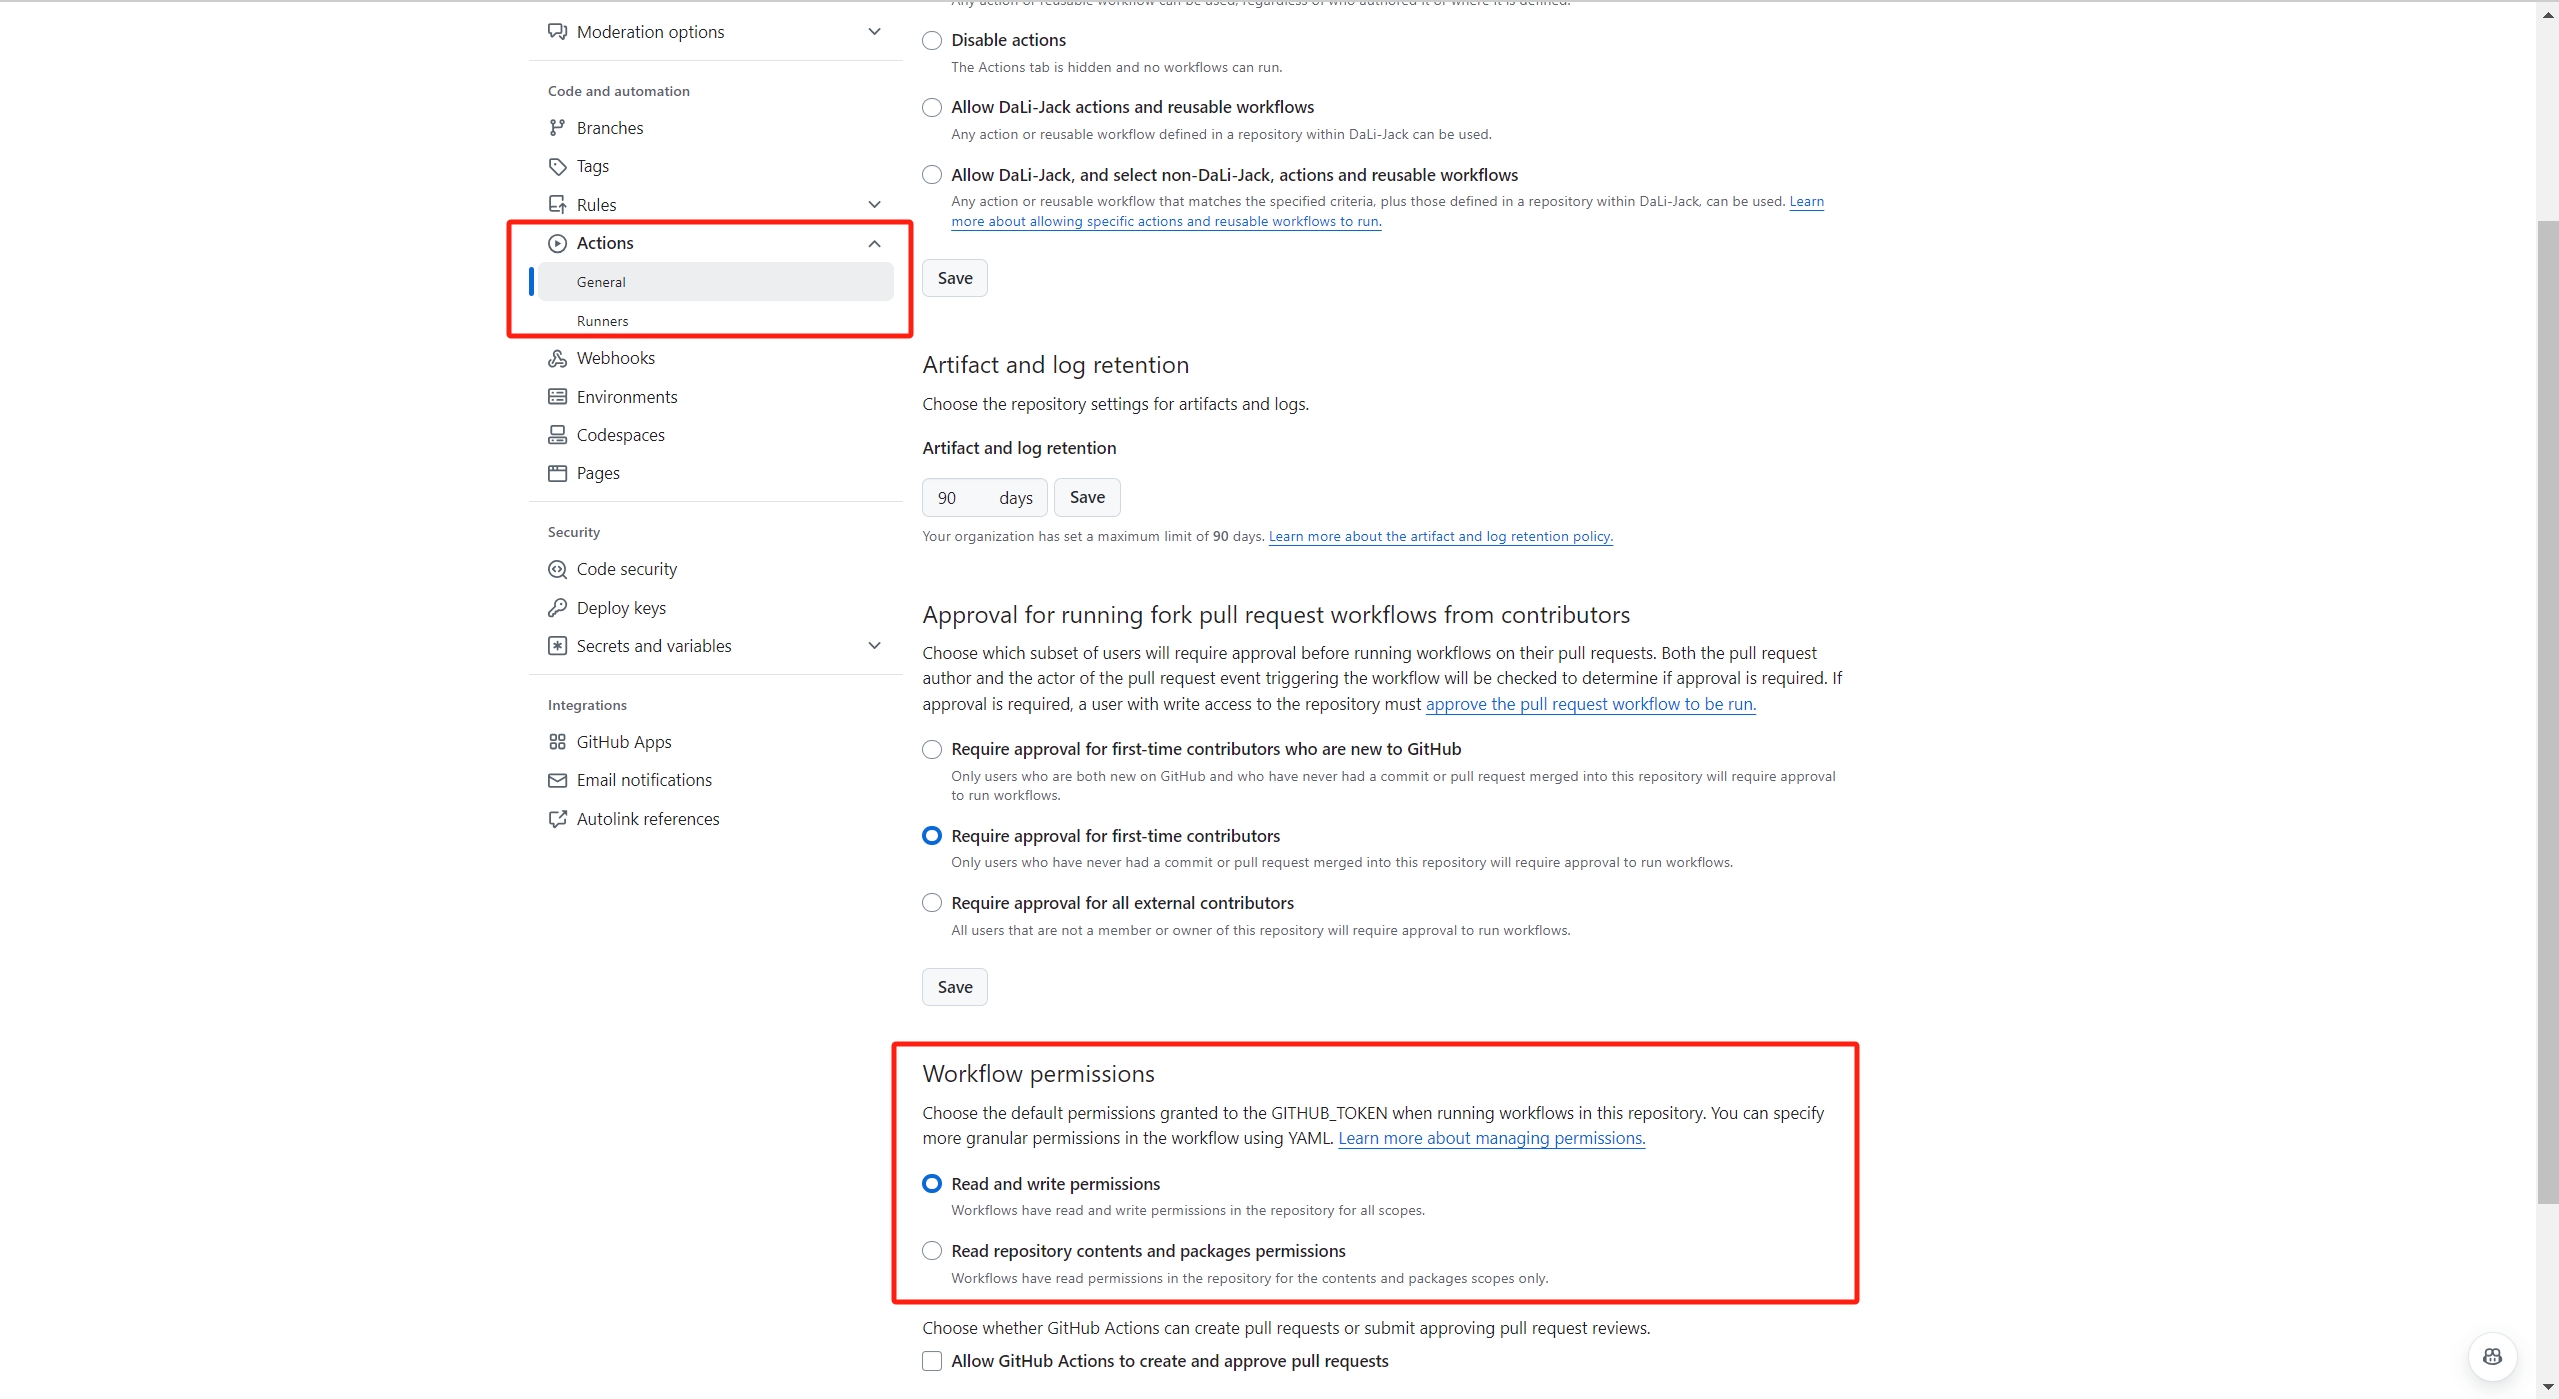 Moderation options
Code and automation
Branches
Tags
Rules
Actions
General
Runners
Webhooks
Environments
Codespaces
Pages
Security
Code security
Deploy keys
Secrets and variables
Integrations
GitHub Apps
Email notifications
Autolink references
Any action or reusable workflow can be used, regardless of who authored it or where it is defined.
Disable actions
The Actions tab is hidden and no workflows can run.
Allow DaLi-Jack actions and reusable workflows
Any action or reusable workflow defined in a repository within DaLi-Jack can be used.
Allow DaLi-Jack, and select non-DaLi-Jack, actions and reusable workflows
Any action or reusable workflow that matches the specified criteria, plus those defined in a repository within DaLi-Jack, can be used. Learn
more about allowing specific actions and reusable workflows to run.
Save
Artifact and log retention
Choose the repository settings for artifacts and logs.
Artifact and log retention
90 days Save
Your organization has set a maximum limit of 90 days. Learn more about the artifact and log retention policy.
Approval for running fork pull request workflows from contributors
Choose which subset of users will require approval before running workflows on their pull requests. Both the pull request
author and the actor of the pull request event triggering the workflow will be checked to determine if approval is required. If
approval is required, a user with write access to the repository must approve the pull request workflow to be run.
Require approval for first-time contributors who are new to GitHub
Only users who are both new on GitHub and who have never had a commit or pull request merged into this repository will require approval
to run workflows.
Require approval for first-time contributors
Only users who have never had a commit or pull request merged into this repository will require approval to run workflows.
Require approval for all external contributors
All users that are not a member or owner of this repository will require approval to run workflows.
Save
Workflow permissions
Choose the default permissions granted to the GITHUB_TOKEN when running workflows in this repository. You can specify
more granular permissions in the workflow using YAML. Learn more about managing permissions.
Read and write permissions
Workflows have read and write permissions in the repository for all scopes.
Read repository contents and packages permissions
Workflows have read permissions in the repository for the contents and packages scopes only.
Choose whether GitHub Actions can create pull requests or submit approving pull request reviews.
Allow GitHub Actions to create and approve pull requests